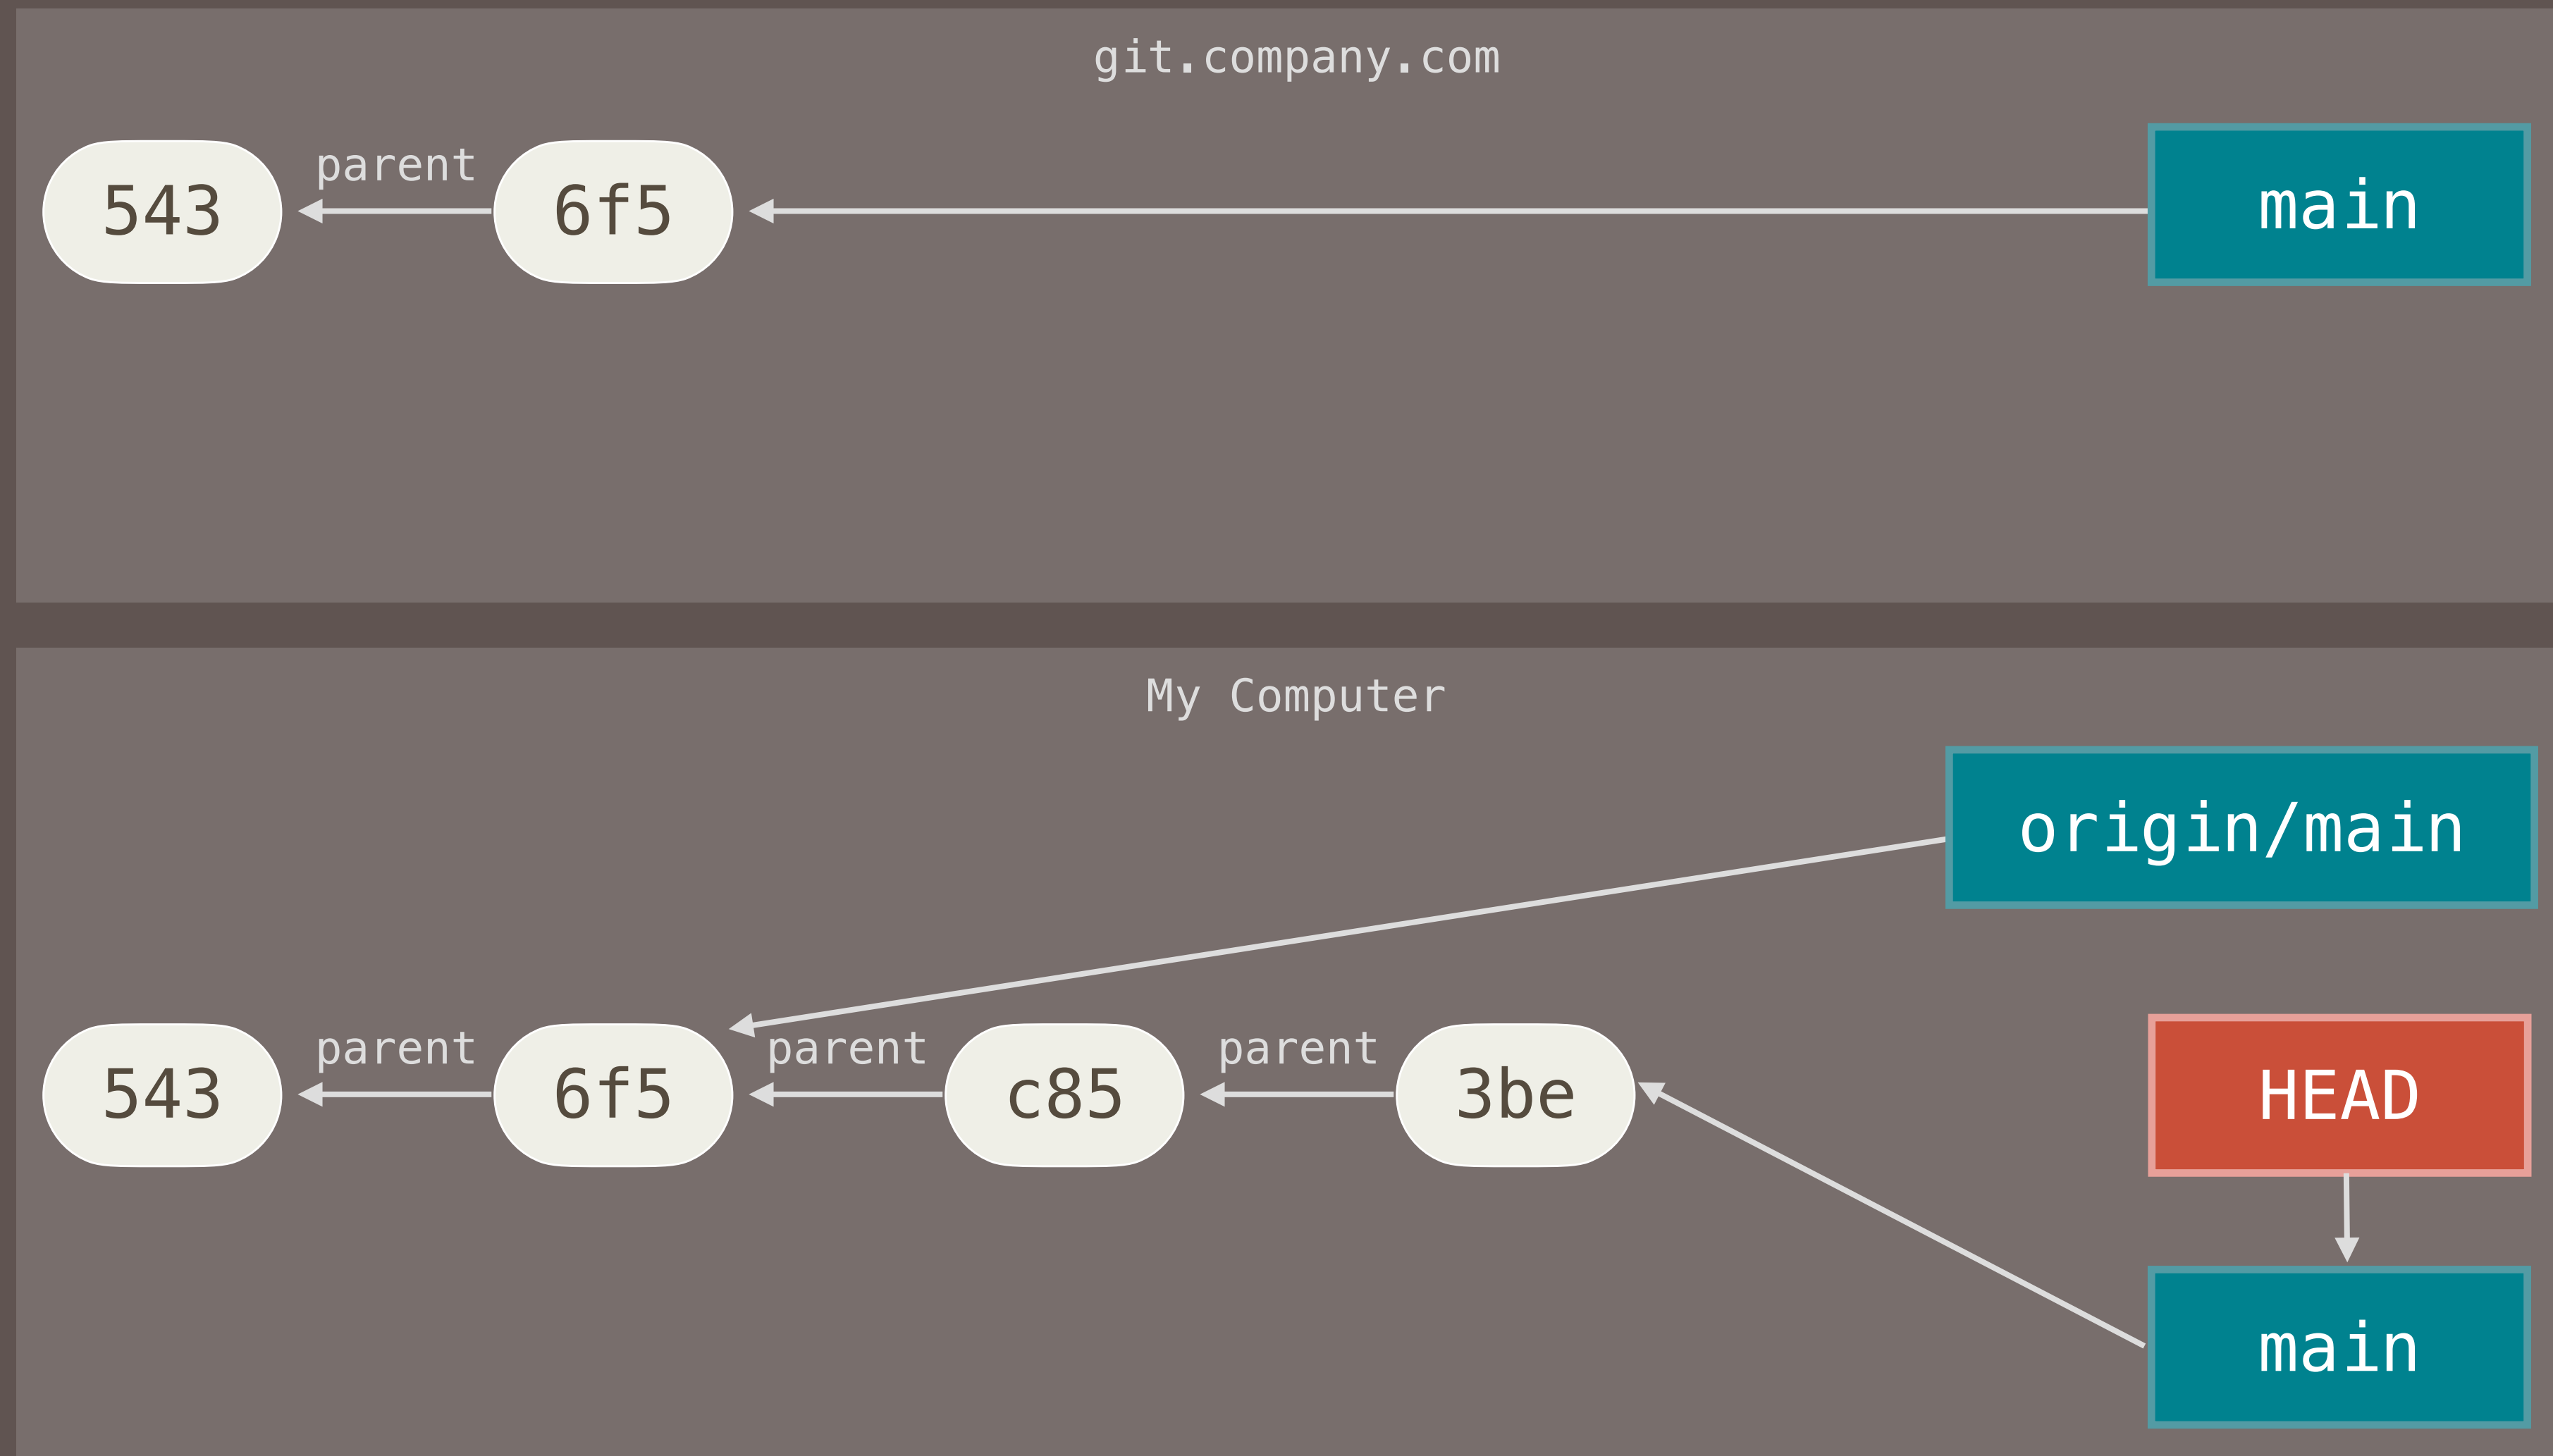 git.company.com
543
parent
6f5
main
My Computer
origin/main
543
parent
6f5
parent
c85
parent
3be
HEAD
main